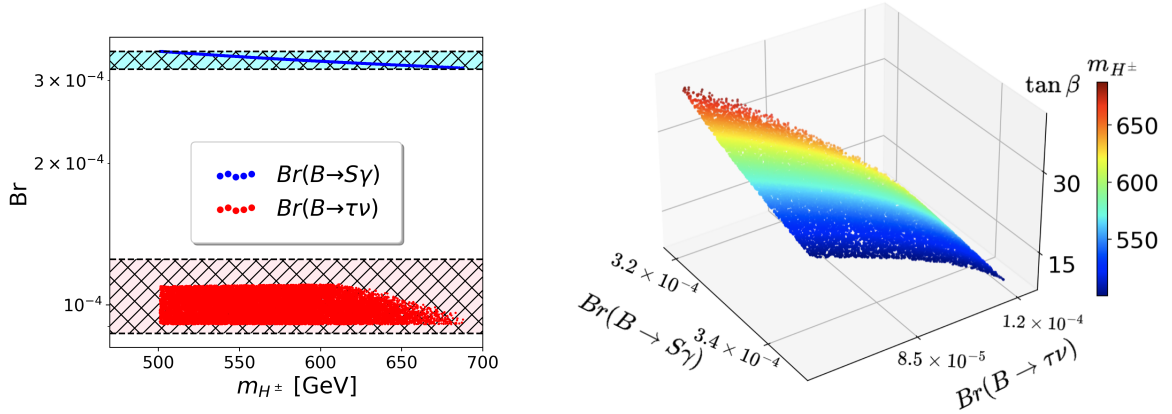 Br
3 × 10⁻⁴
2 × 10⁻⁴
10⁻⁴
Br(B→Sγ)
Br(B→τν)
500 550 600 650 700
m_H± [GeV]
tan β
30
15
3.2 × 10⁻⁴
3.4 × 10⁻⁴
Br(B → Sγ)
8.5 × 10⁻⁵
1.2 × 10⁻⁴
Br(B → τν)
m_H±
650
600
550